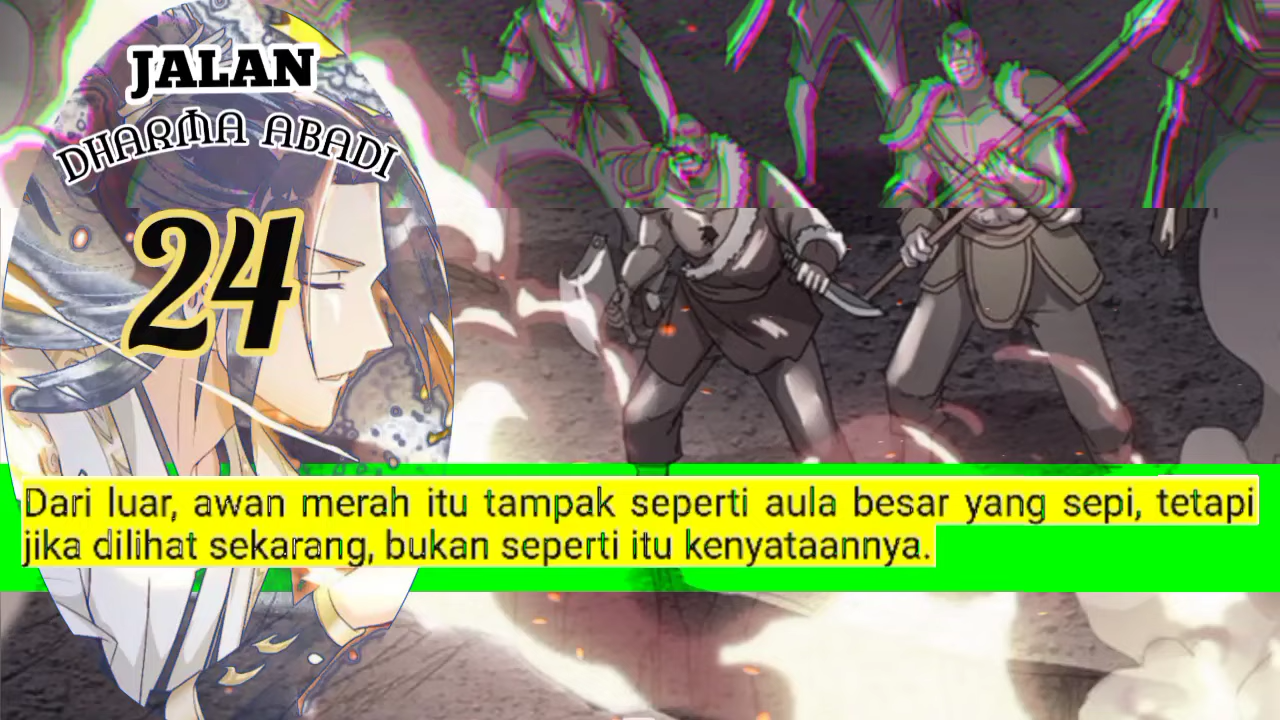 JALAN
DHARMA ABADI
24
Dari luar, awan merah itu tampak seperti aula besar yang sepi, tetapi
jika dilihat sekarang, bukan seperti itu kenyataannya.